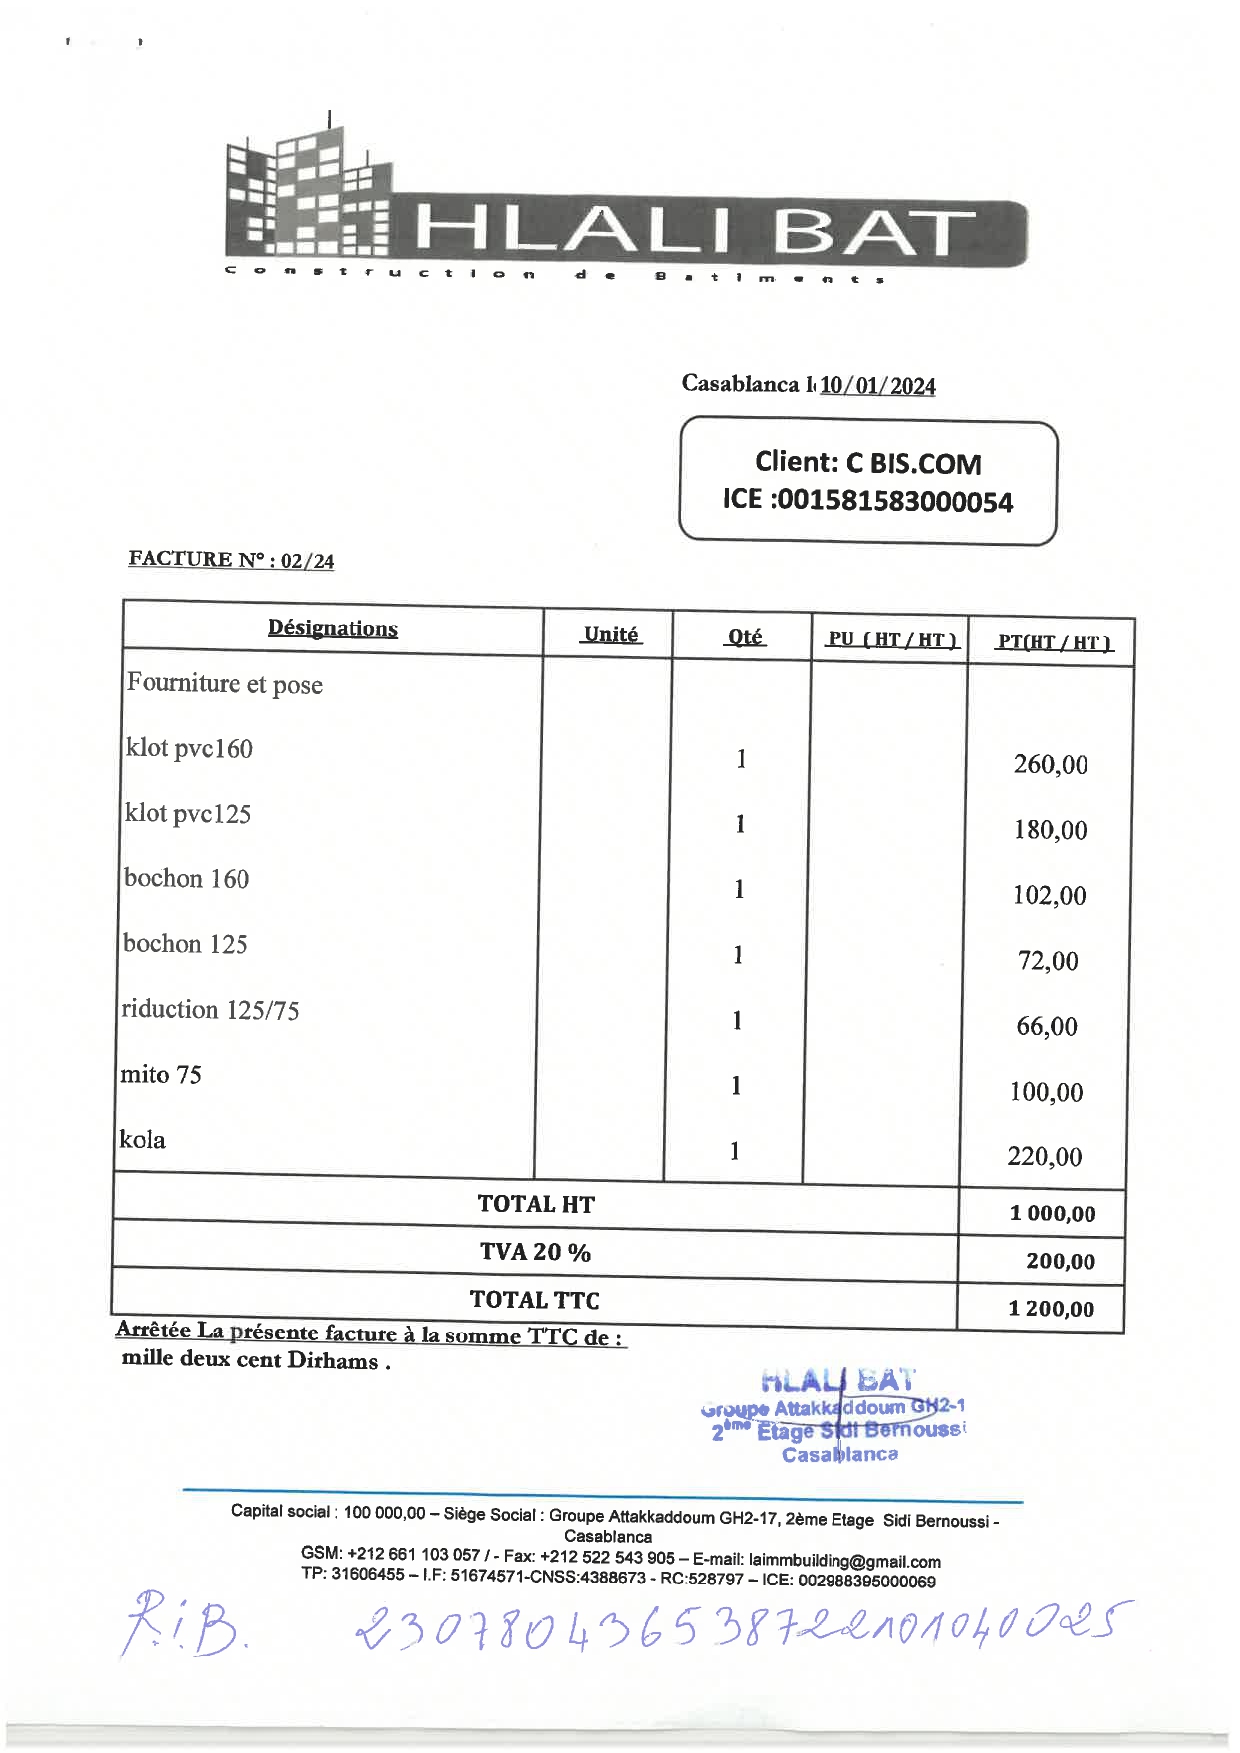 HLALI BAT
Construction de Batiments
Casablanca l 10/01/2024
Client: C BIS.COM
ICE :001581583000054
FACTURE N° : 02/24
Désignations Unité Qté PU ( HT / HT ) PT(HT / HT )
Fourniture et pose
klot pvc160 1 260,00
klot pvc125 1 180,00
bochon 160 1 102,00
bochon 125 1 72,00
riduction 125/75 1 66,00
mito 75 1 100,00
kola 1 220,00
TOTAL HT 1 000,00
TVA 20 % 200,00
TOTAL TTC 1 200,00
Arrêtée La présente facture à la somme TTC de :
mille deux cent Dirhams .
HLALI BAT
Groupe Attakkaddoum GH2-1
2ème Etage Sidi Bernoussi
Casablanca
Capital social : 100 000,00 – Siège Social : Groupe Attakkaddoum GH2-17, 2ème Etage Sidi Bernoussi -
Casablanca
GSM: +212 661 103 057 / - Fax: +212 522 543 905 – E-mail: laimmbuilding@gmail.com
TP: 31606455 – I.F: 51674571-CNSS:4388673 - RC:528797 – ICE: 002988395000069
R.i.B. 230780436538722101040025